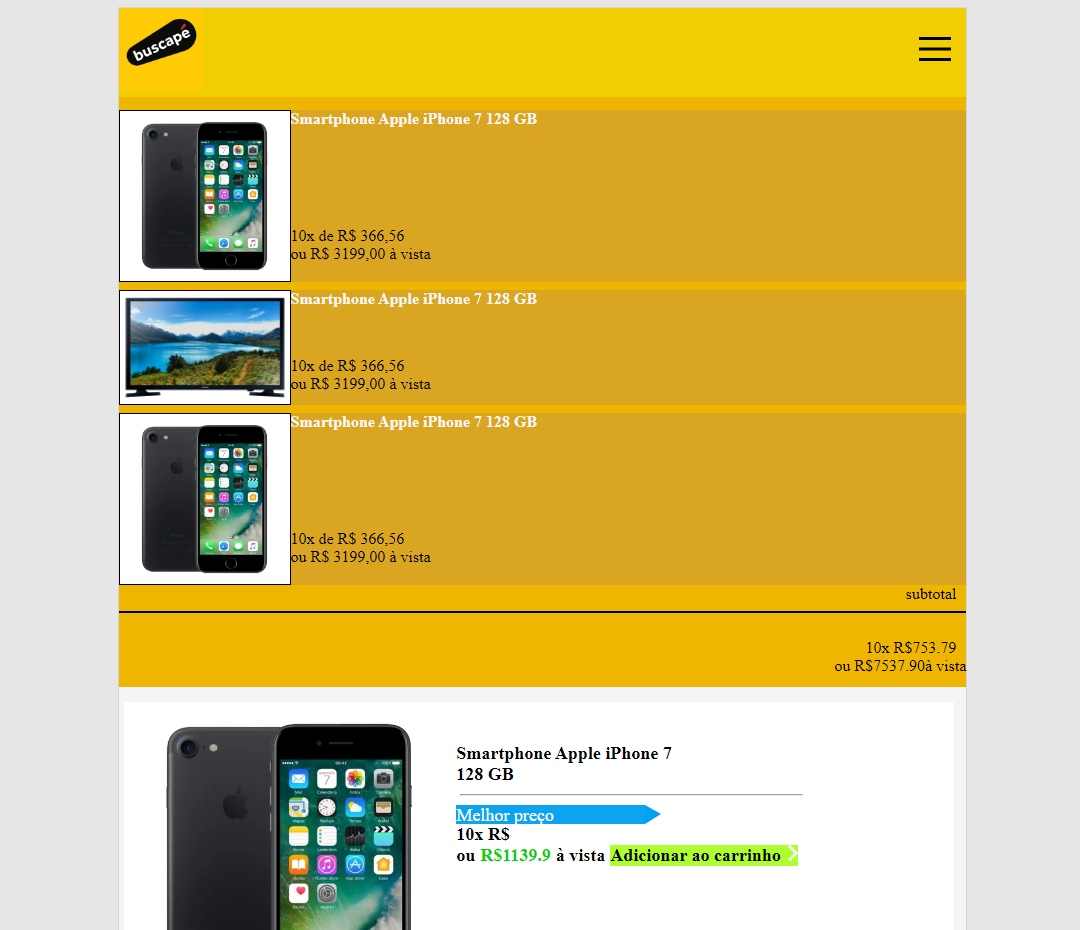 buscapé
Smartphone Apple iPhone 7 128 GB
10x de R$ 366,56
ou R$ 3199,00 à vista
Smartphone Apple iPhone 7 128 GB
10x de R$ 366,56
ou R$ 3199,00 à vista
Smartphone Apple iPhone 7 128 GB
10x de R$ 366,56
ou R$ 3199,00 à vista
subtotal
10x R$753.79
ou R$7537.90à vista
Smartphone Apple iPhone 7
128 GB
Melhor preço
10x R$
ou R$1139.9 à vista Adicionar ao carrinho